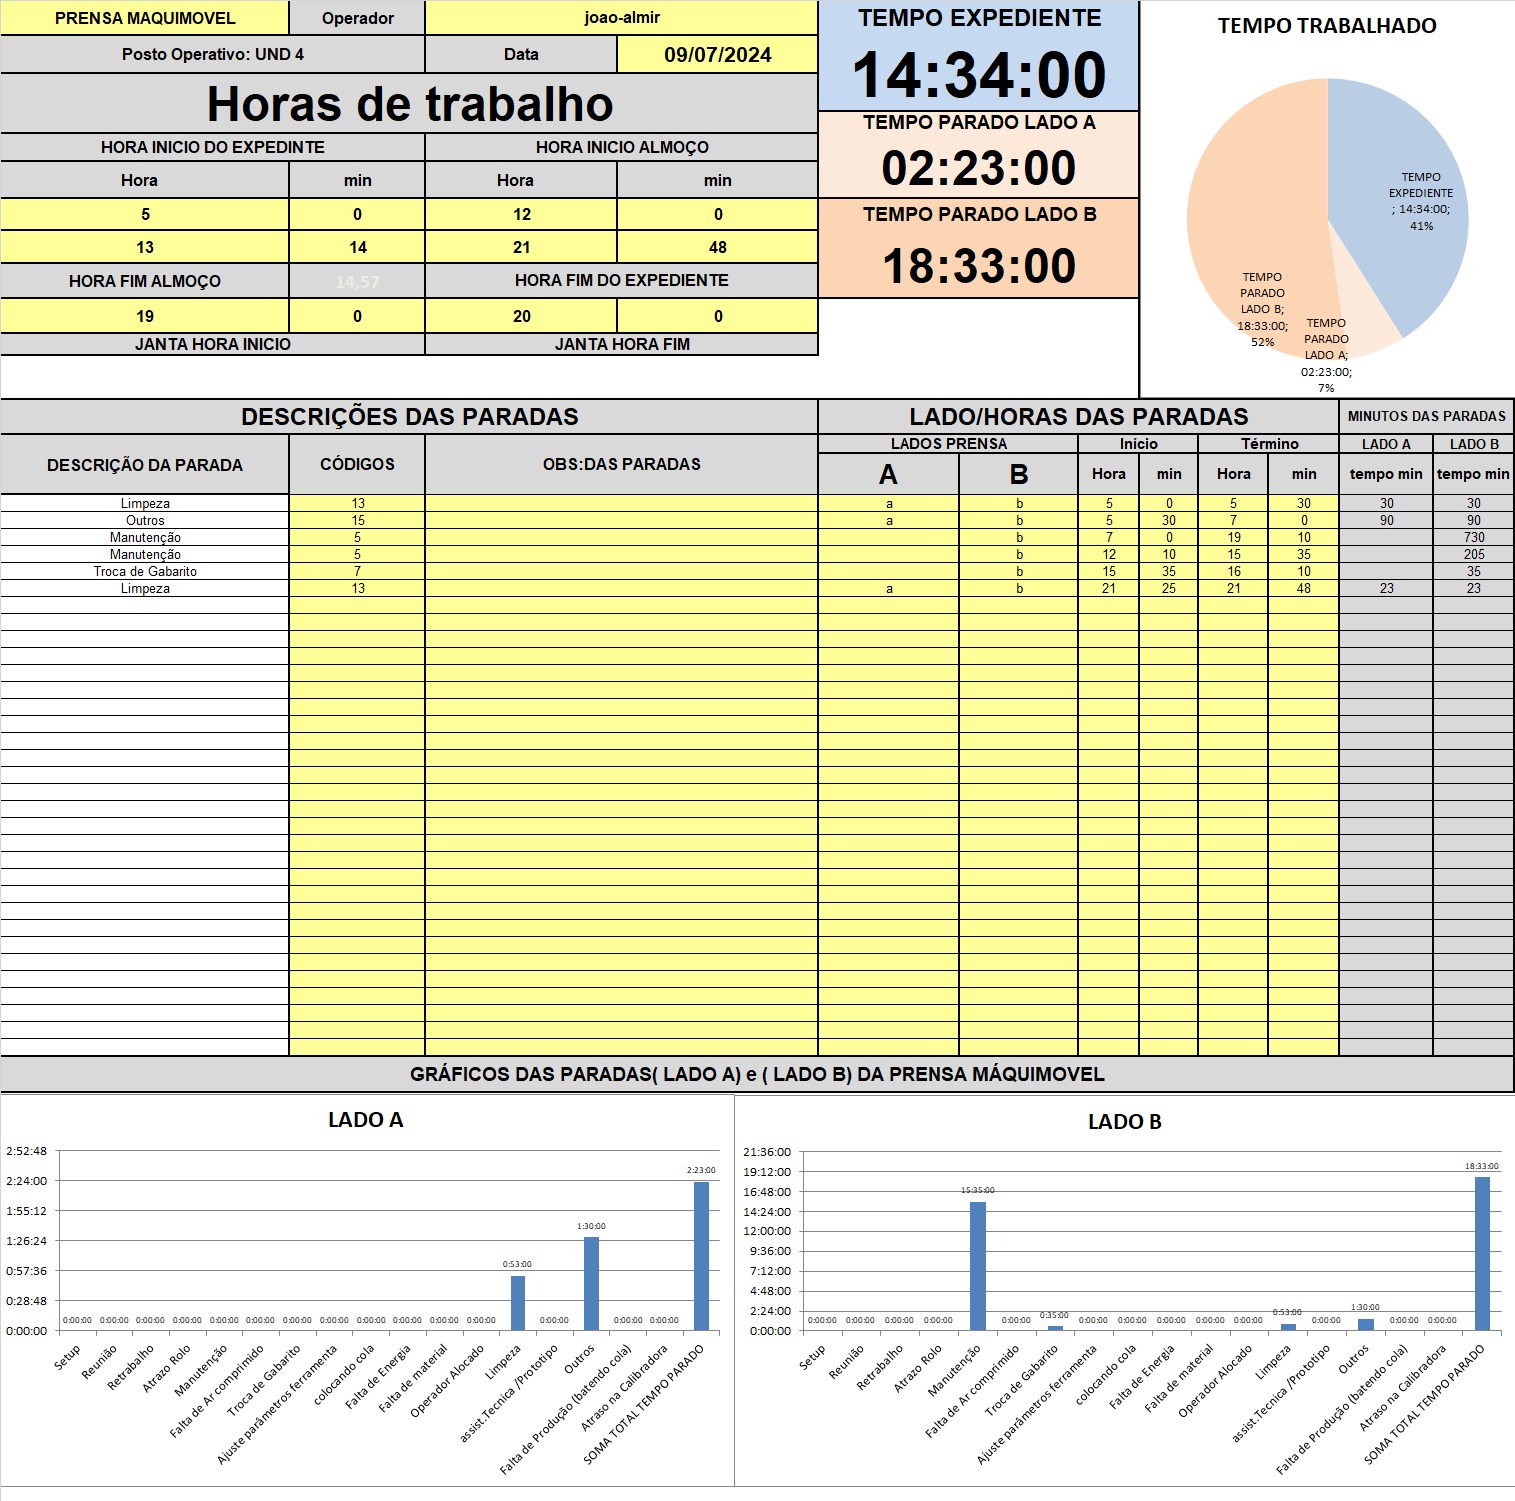 PRENSA MAQUIMOVEL Operador joao-almir
Posto Operativo: UND 4 Data 09/07/2024
Horas de trabalho
HORA INICIO DO EXPEDINTE HORA INICIO ALMOÇO
Hora min Hora min
5 0 12 0
13 14 21 48
HORA FIM ALMOÇO 14,57 HORA FIM DO EXPEDIENTE
19 0 20 0
JANTA HORA INICIO JANTA HORA FIM
TEMPO EXPEDIENTE
14:34:00
TEMPO PARADO LADO A
02:23:00
TEMPO PARADO LADO B
18:33:00
TEMPO TRABALHADO
TEMPO
EXPEDIENTE
; 14:34:00;
41%
TEMPO
PARADO
LADO B;
18:33:00;
52%
TEMPO
PARADO
LADO A;
02:23:00;
7%
DESCRIÇÕES DAS PARADAS LADO/HORAS DAS PARADAS MINUTOS DAS PARADAS
LADOS PRENSA Início Término LADO A LADO B
DESCRIÇÃO DA PARADA CÓDIGOS OBS:DAS PARADAS A B Hora min Hora min tempo min tempo min
Limpeza 13 a b 5 0 5 30 30 30
Outros 15 a b 5 30 7 0 90 90
Manutenção 5 b 7 0 19 10 730
Manutenção 5 b 12 10 15 35 205
Troca de Gabarito 7 b 15 35 16 10 35
Limpeza 13 a b 21 25 21 48 23 23
GRÁFICOS DAS PARADAS( LADO A) e ( LADO B) DA PRENSA MÁQUIMOVEL
LADO A
2:52:48
2:24:00
1:55:12
1:26:24
0:57:36
0:28:48
0:00:00
0:00:00 0:00:00 0:00:00 0:00:00 0:00:00 0:00:00 0:00:00 0:00:00 0:00:00 0:00:00 0:00:00 0:00:00 0:53:00 0:00:00 1:30:00 0:00:00 0:00:00 2:23:00
Setup
Reunião
Retrabalho
Atrazo Rolo
Manutenção
Falta de Ar comprimido
Troca de Gabarito
Ajuste parâmetros ferramenta
colocando cola
Falta de Energia
Falta de material
Operador Alocado
Limpeza
assist.Tecnica /Prototipo
Outros
Falta de Produção (batendo cola)
Atraso na Calibradora
SOMA TOTAL TEMPO PARADO
LADO B
21:36:00
19:12:00
16:48:00
14:24:00
12:00:00
9:36:00
7:12:00
4:48:00
2:24:00
0:00:00
0:00:00 0:00:00 0:00:00 0:00:00 15:35:00 0:00:00 0:35:00 0:00:00 0:00:00 0:00:00 0:00:00 0:00:00 0:53:00 0:00:00 1:30:00 0:00:00 0:00:00 18:33:00
Setup
Reunião
Retrabalho
Atrazo Rolo
Manutenção
Falta de Ar comprimido
Troca de Gabarito
Ajuste parâmetros ferramenta
colocando cola
Falta de Energia
Falta de material
Operador Alocado
Limpeza
assist.Tecnica /Prototipo
Outros
Falta de Produção (batendo cola)
Atraso na Calibradora
SOMA TOTAL TEMPO PARADO